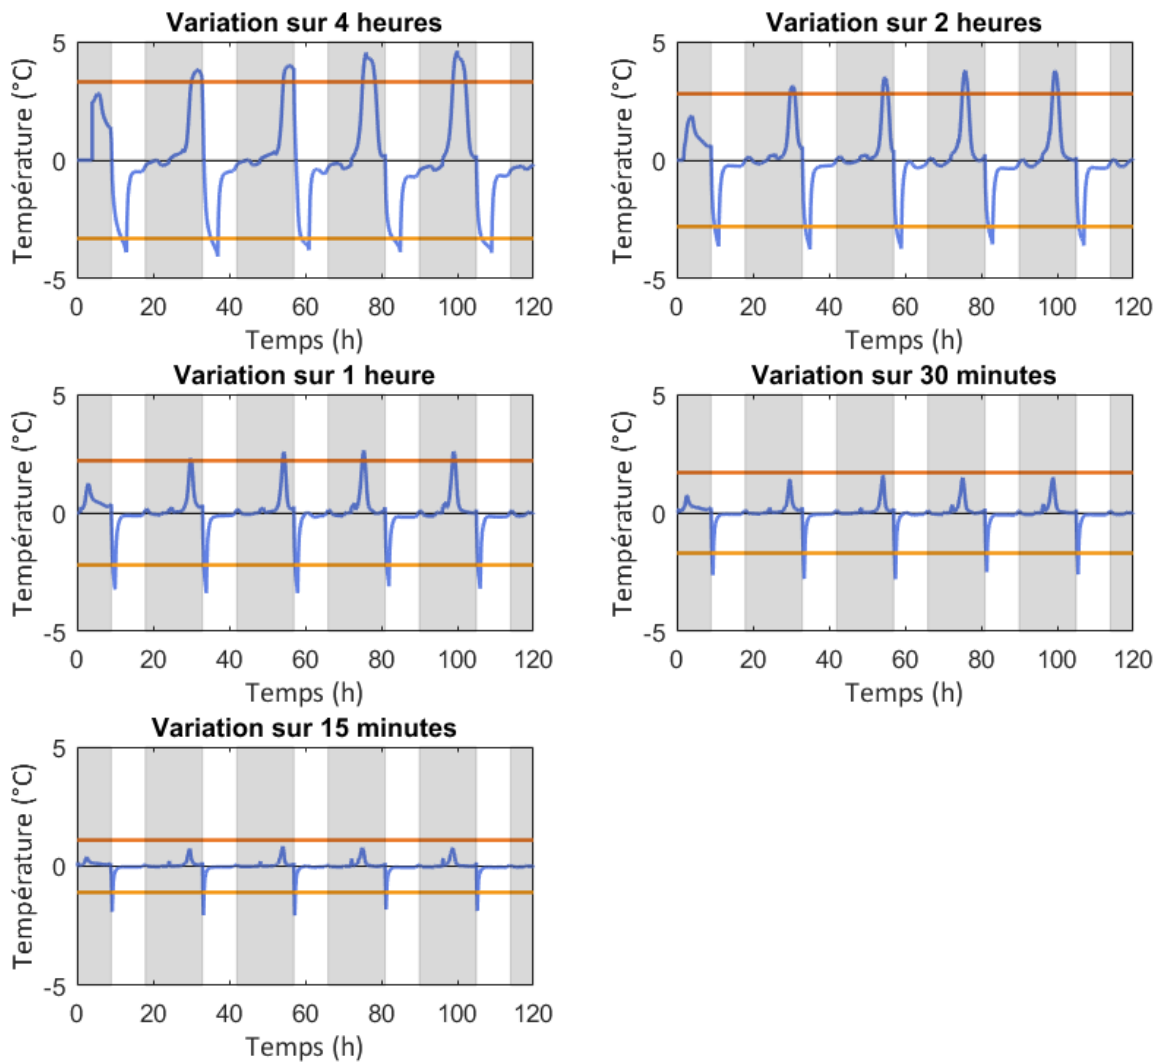 Variation sur 4 heures
5
0
-5
Température (°C)
0 20 40 60 80 100 120
Temps (h)
Variation sur 2 heures
5
0
-5
Température (°C)
0 20 40 60 80 100 120
Temps (h)
Variation sur 1 heure
5
0
-5
Température (°C)
0 20 40 60 80 100 120
Temps (h)
Variation sur 30 minutes
5
0
-5
Température (°C)
0 20 40 60 80 100 120
Temps (h)
Variation sur 15 minutes
5
0
-5
Température (°C)
0 20 40 60 80 100 120
Temps (h)